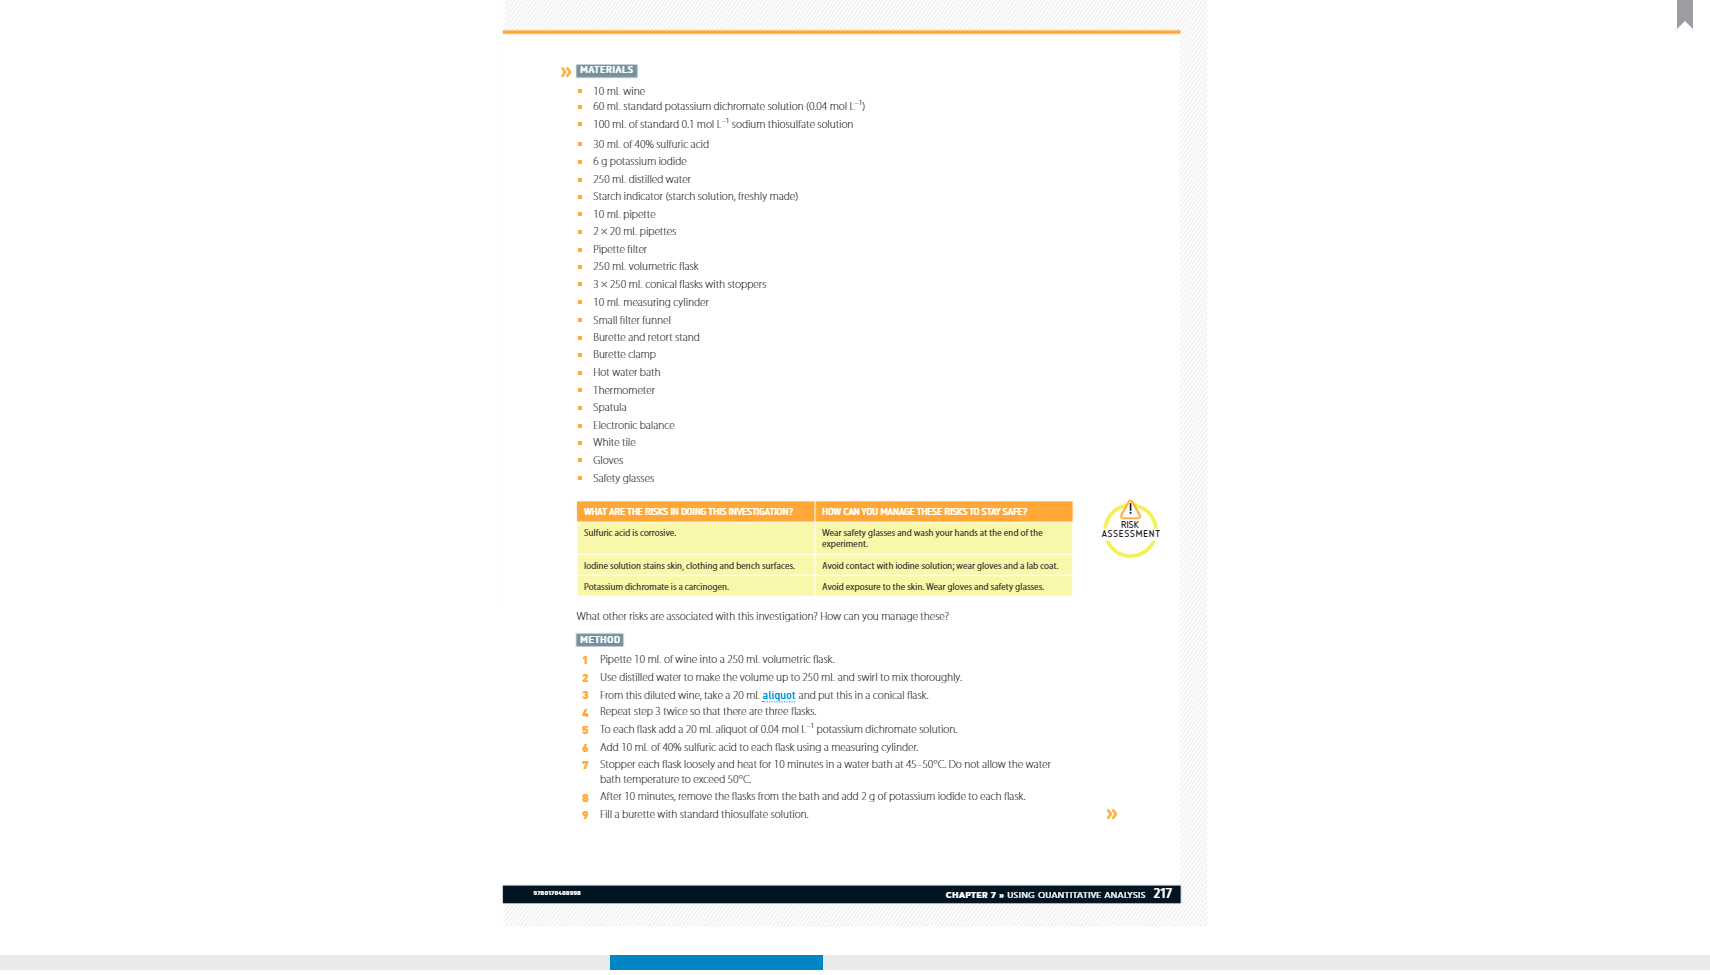 » MATERIALS
▪ 10 mL wine
▪ 60 mL standard potassium dichromate solution (0.04 mol L⁻¹)
▪ 100 mL of standard 0.1 mol L⁻¹ sodium thiosulfate solution
▪ 30 mL of 40% sulfuric acid
▪ 6 g potassium iodide
▪ 250 mL distilled water
▪ Starch indicator (starch solution, freshly made)
▪ 10 mL pipette
▪ 2 × 20 mL pipettes
▪ Pipette filter
▪ 250 mL volumetric flask
▪ 3 × 250 mL conical flasks with stoppers
▪ 10 mL measuring cylinder
▪ Small filter funnel
▪ Burette and retort stand
▪ Burette clamp
▪ Hot water bath
▪ Thermometer
▪ Spatula
▪ Electronic balance
▪ White tile
▪ Gloves
▪ Safety glasses
WHAT ARE THE RISKS IN DOING THIS INVESTIGATION? HOW CAN YOU MANAGE THESE RISKS TO STAY SAFE?
Sulfuric acid is corrosive. Wear safety glasses and wash your hands at the end of the
experiment.
Iodine solution stains skin, clothing and bench surfaces. Avoid contact with iodine solution; wear gloves and a lab coat.
Potassium dichromate is a carcinogen. Avoid exposure to the skin. Wear gloves and safety glasses.
!
RISK
ASSESSMENT
What other risks are associated with this investigation? How can you manage these?
METHOD
1 Pipette 10 mL of wine into a 250 mL volumetric flask.
2 Use distilled water to make the volume up to 250 mL and swirl to mix thoroughly.
3 From this diluted wine, take a 20 mL aliquot and put this in a conical flask.
4 Repeat step 3 twice so that there are three flasks.
5 To each flask add a 20 mL aliquot of 0.04 mol L⁻¹ potassium dichromate solution.
6 Add 10 mL of 40% sulfuric acid to each flask using a measuring cylinder.
7 Stopper each flask loosely and heat for 10 minutes in a water bath at 45–50°C. Do not allow the water
bath temperature to exceed 50°C.
8 After 10 minutes, remove the flasks from the bath and add 2 g of potassium iodide to each flask.
9 Fill a burette with standard thiosulfate solution. »
9780170408998 CHAPTER 7 » USING QUANTITATIVE ANALYSIS 217